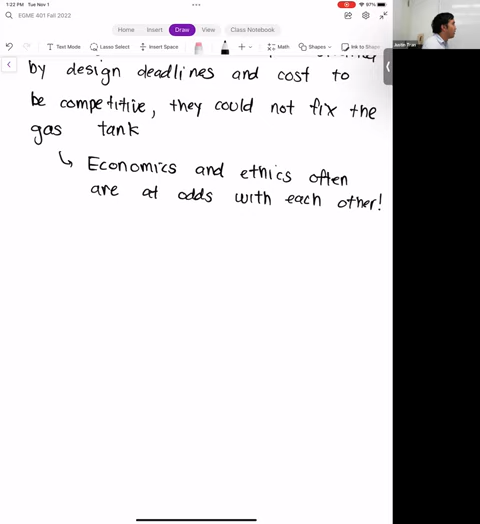 1:22 PM Tue Nov 1
97%
EGME 401 Fall 2022
Home Insert Draw View Class Notebook
Text Mode Lasso Select Insert Space Math Shapes Ink to Shape
Justin Tran
by design deadlines and cost to
be competitive, they could not fix the
gas tank
Economics and ethics often
are at odds with each other!